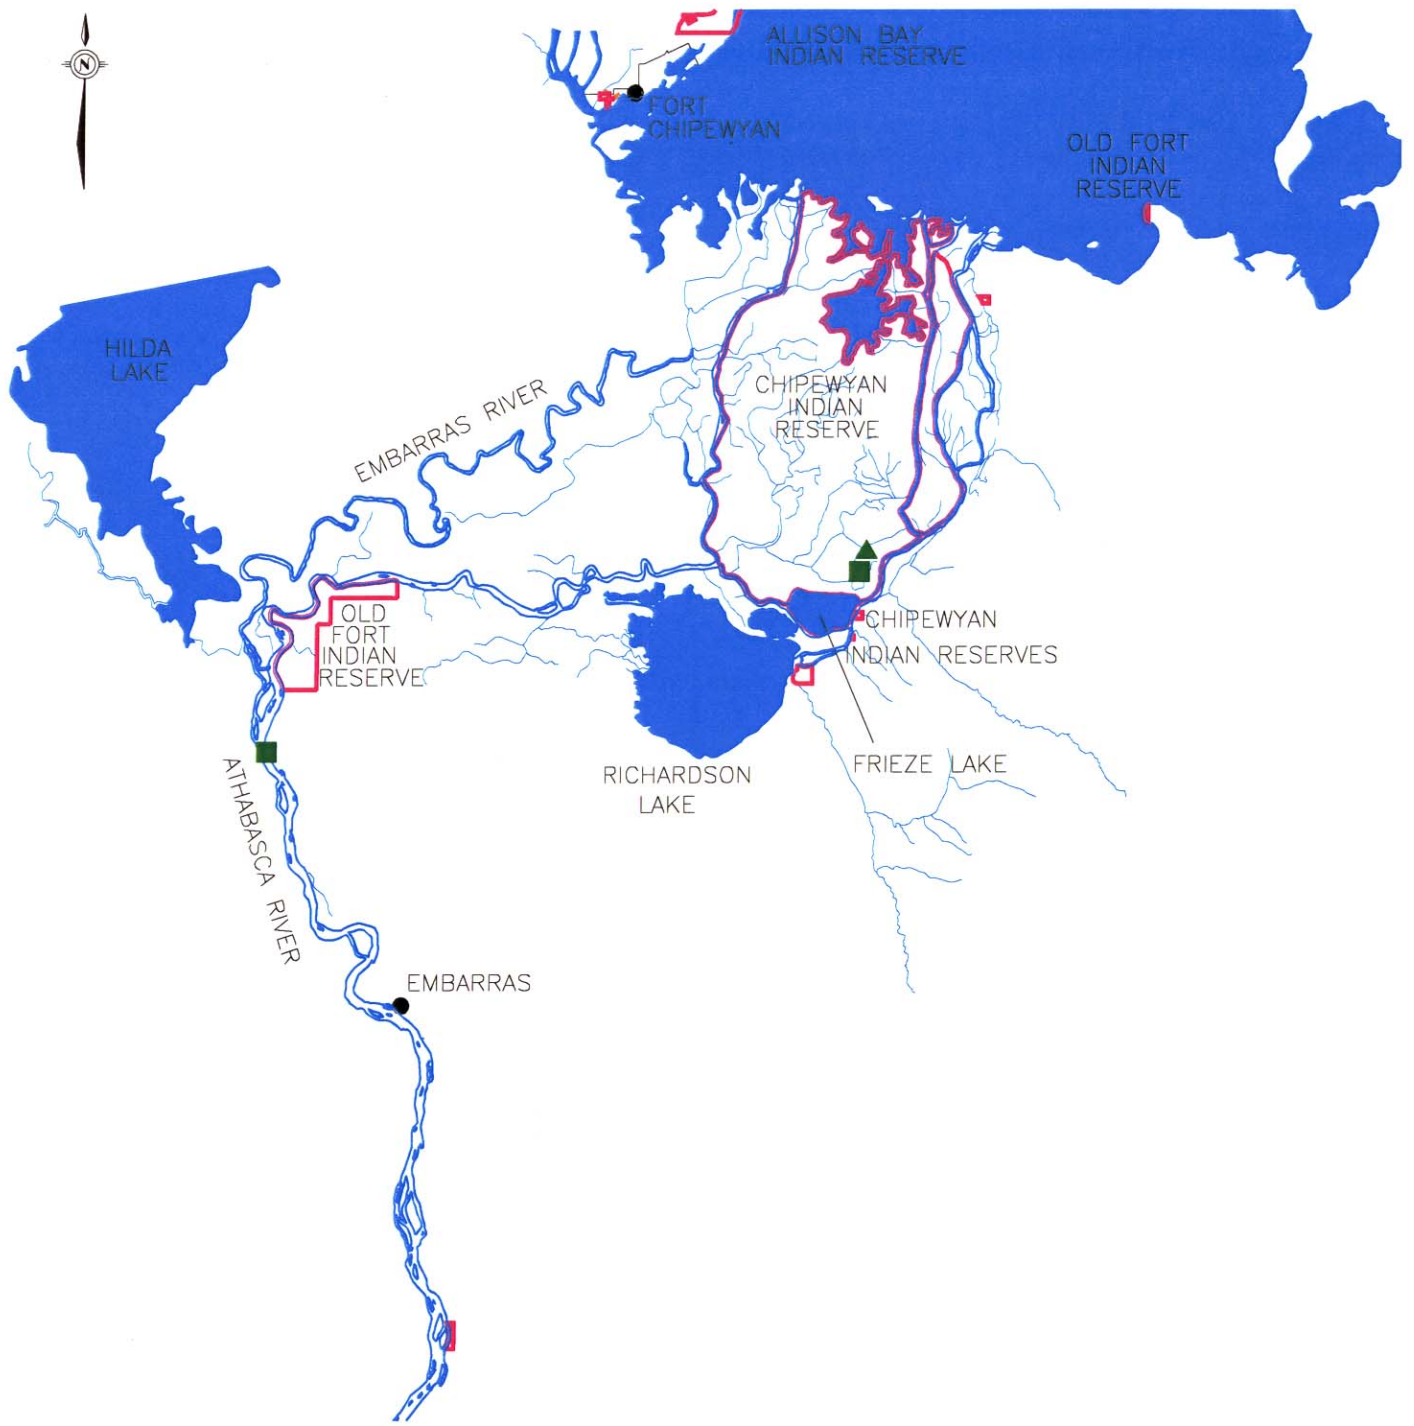 N
ALLISON BAY
INDIAN RESERVE
FORT
CHIPEWYAN
OLD FORT
INDIAN
RESERVE
HILDA
LAKE
EMBARRAS RIVER
CHIPEWYAN
INDIAN
RESERVE
OLD
FORT
INDIAN
RESERVE
CHIPEWYAN
INDIAN RESERVES
FRIEZE LAKE
RICHARDSON
LAKE
ATHABASCA RIVER
EMBARRAS